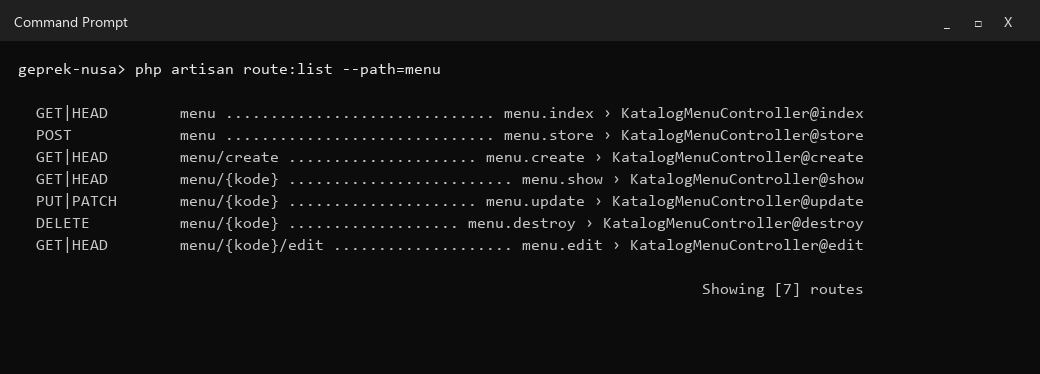 Command Prompt
geprek-nusa> php artisan route:list --path=menu
GET|HEAD        menu .............................. menu.index › KatalogMenuController@index
POST            menu .............................. menu.store › KatalogMenuController@store
GET|HEAD        menu/create ..................... menu.create › KatalogMenuController@create
GET|HEAD        menu/{kode} ......................... menu.show › KatalogMenuController@show
PUT|PATCH       menu/{kode} ..................... menu.update › KatalogMenuController@update
DELETE          menu/{kode} ................... menu.destroy › KatalogMenuController@destroy
GET|HEAD        menu/{kode}/edit .................... menu.edit › KatalogMenuController@edit
Showing [7] routes